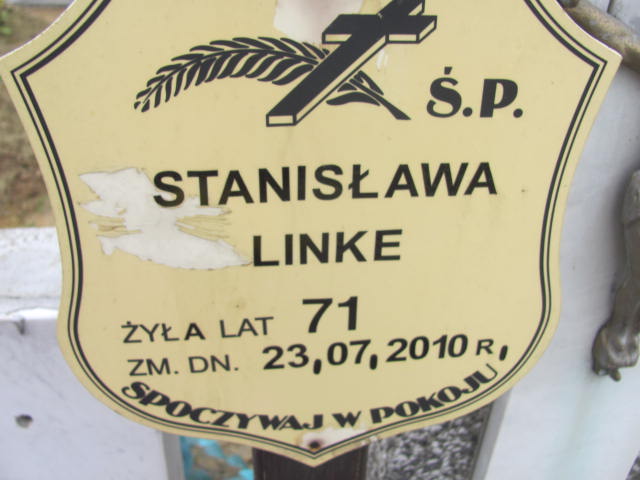 Ś.P.
STANISŁAWA
LINKE
ŻYŁA LAT 71
ZM. DN. 23,07,2010 R,
SPOCZYWAJ W POKOJU